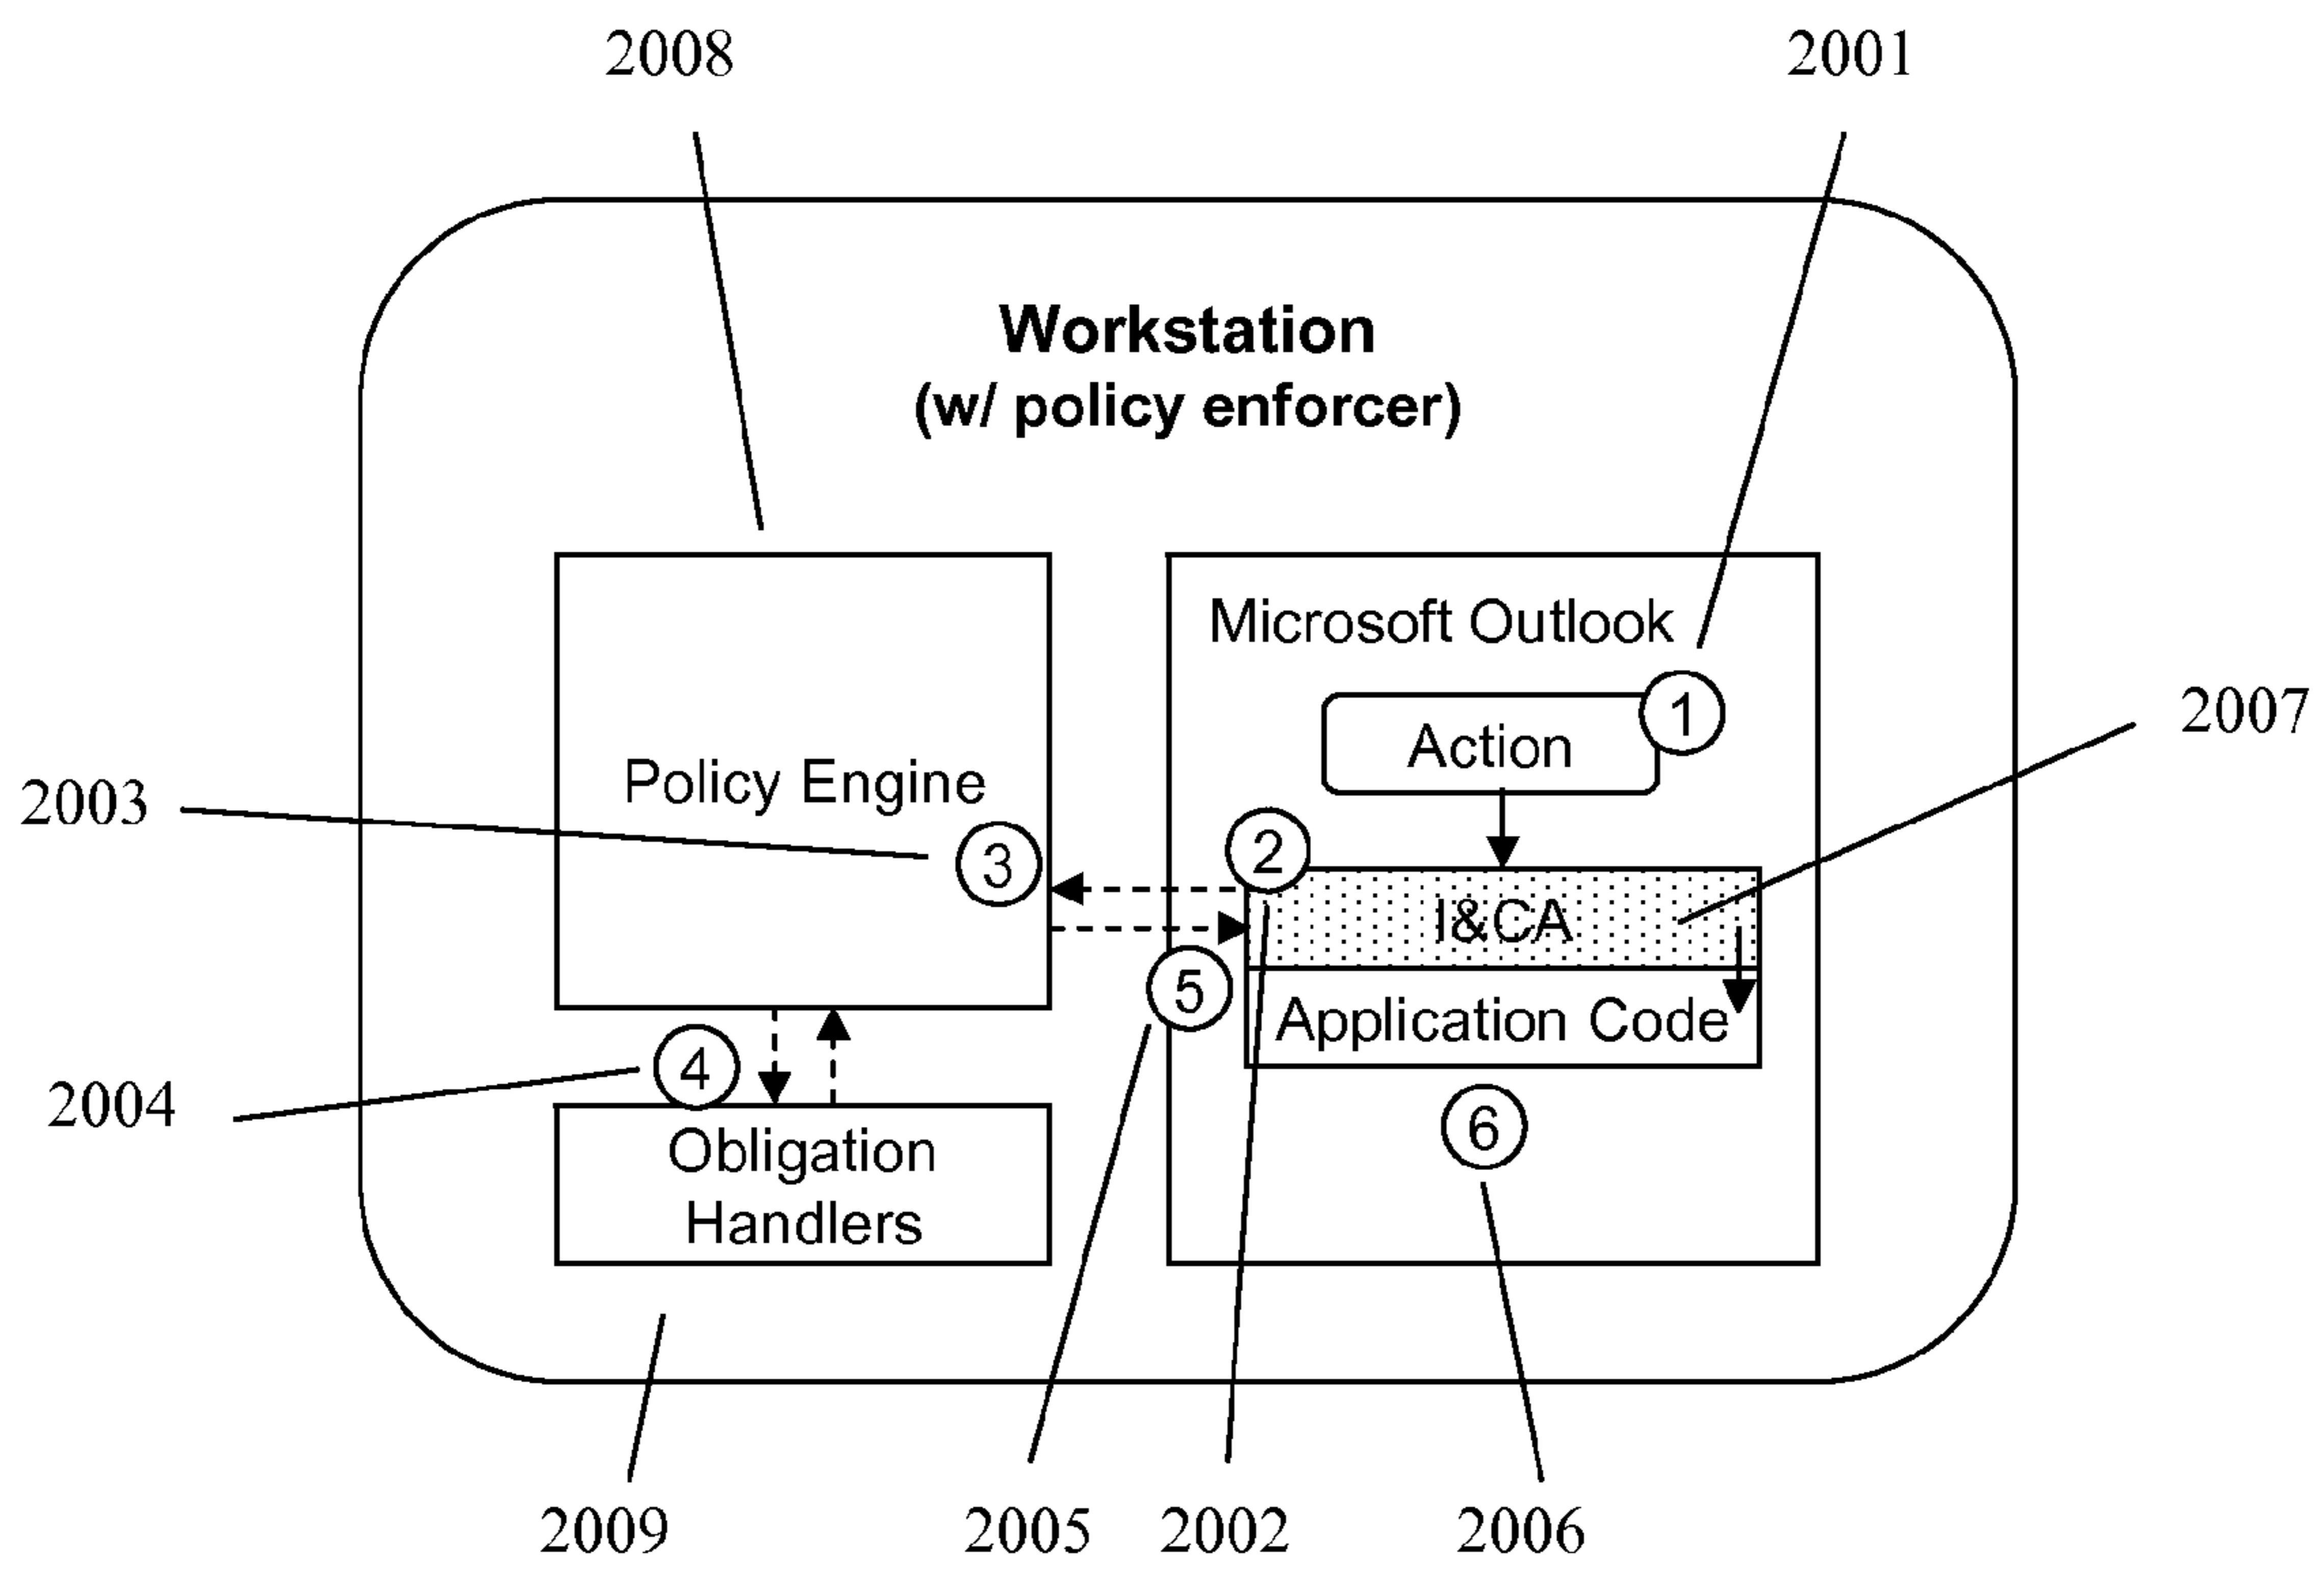 2008
2001
Workstation
(w/ policy enforcer)
Microsoft Outlook
1
2007
Action
Policy Engine
2003
2
3
I&CA
5
Application Code
4
2004
6
Obligation
Handlers
2009
2005
2002
2006